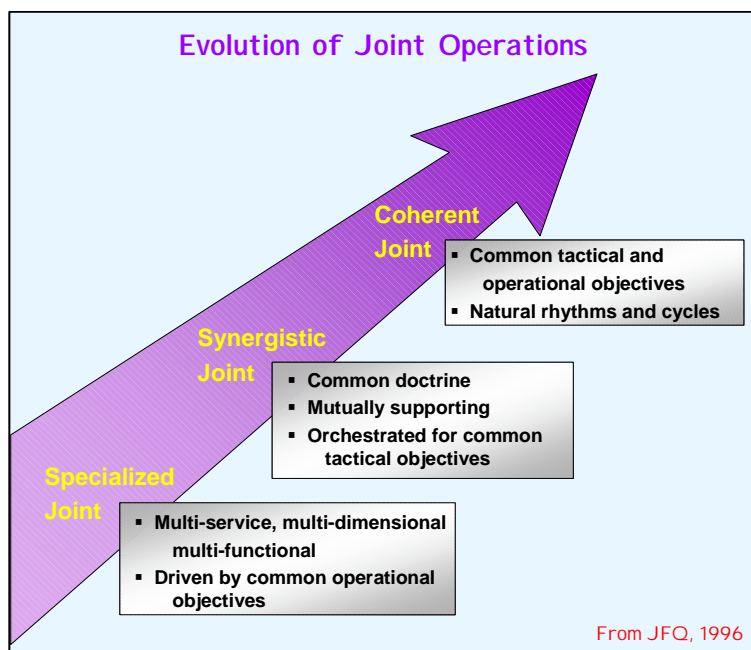 Evolution of Joint Operations
Coherent
Joint
▪ Common tactical and
operational objectives
▪ Natural rhythms and cycles
Synergistic
Joint
▪ Common doctrine
▪ Mutually supporting
▪ Orchestrated for common
tactical objectives
Specialized
Joint
▪ Multi-service, multi-dimensional
multi-functional
▪ Driven by common operational
objectives
From JFQ, 1996